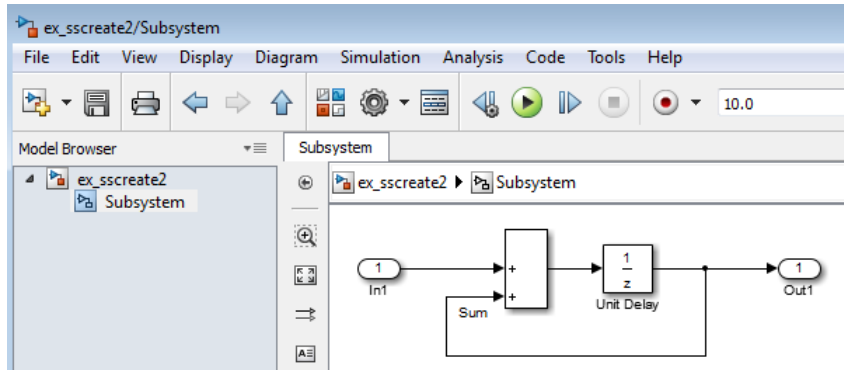 ex_sscreate2/Subsystem
File Edit View Display Diagram Simulation Analysis Code Tools Help
10.0
Model Browser
Subsystem
ex_sscreate2
Subsystem
ex_sscreate2 Subsystem
1
In1
+
+
Sum
1
z
Unit Delay
1
Out1
A